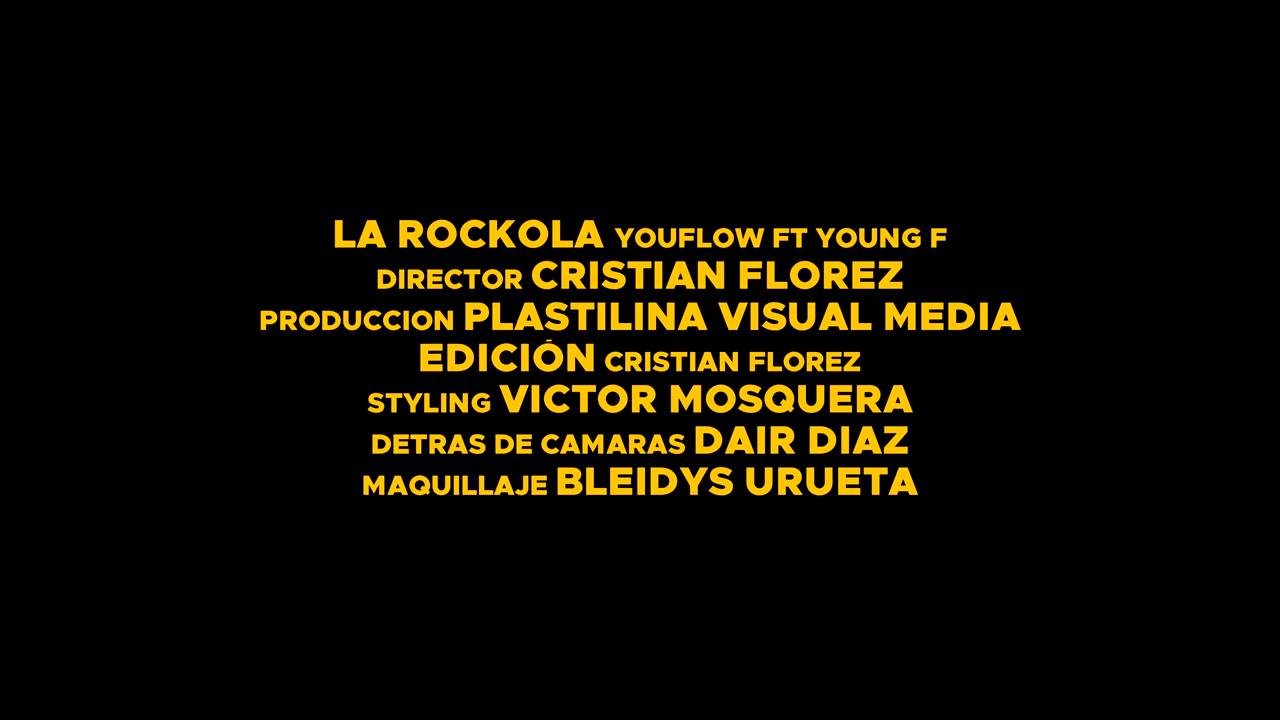 LA ROCKOLA YOUFLOW FT YOUNG F
DIRECTOR CRISTIAN FLOREZ
PRODUCCION PLASTILINA VISUAL MEDIA
EDICIÓN CRISTIAN FLOREZ
STYLING VICTOR MOSQUERA
DETRAS DE CAMARAS DAIR DIAZ
MAQUILLAJE BLEIDYS URUETA